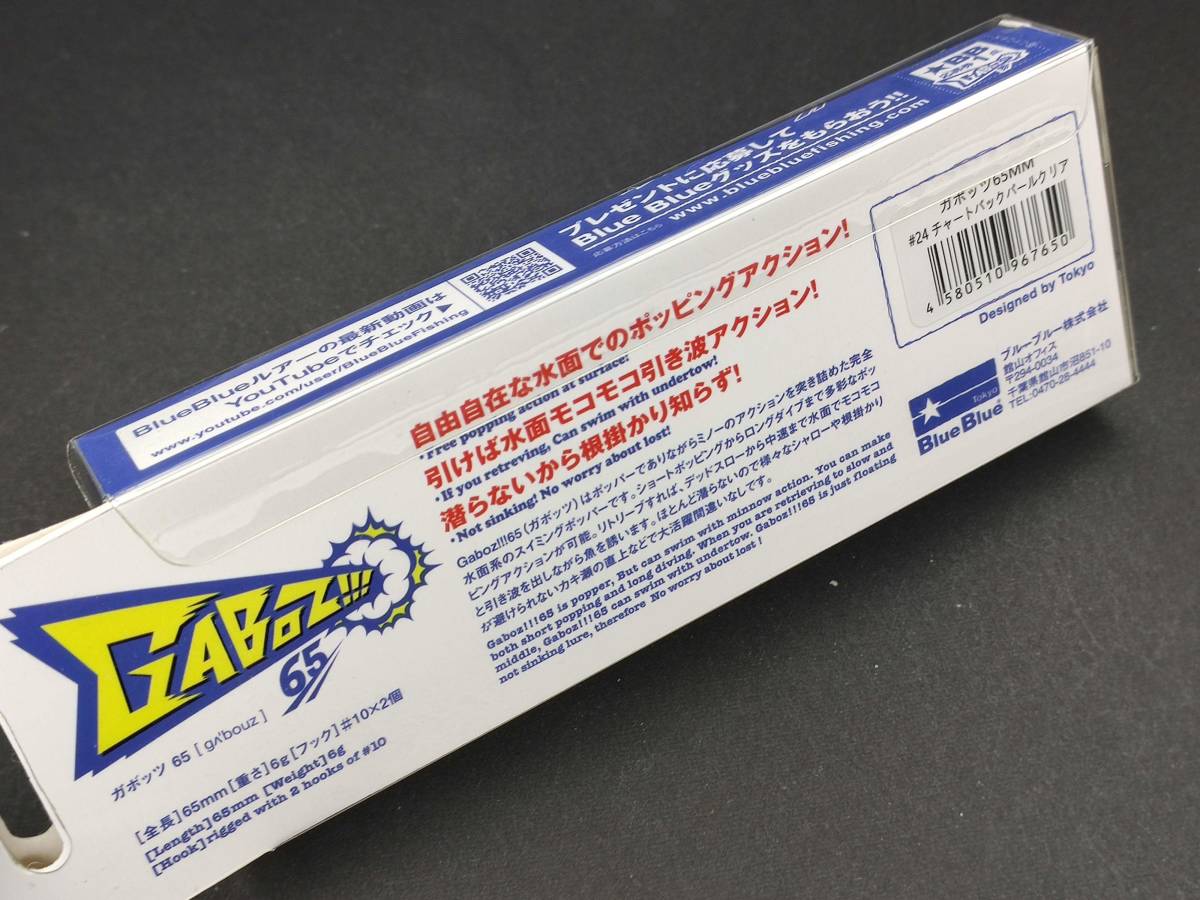 BlueBlueルアーの最新動画は
YouTubeでチェック▶
www.youtube.com/user/BlueBlueFishing
プレゼントに応募して
Blue Blueグッズをもらおう!!
応募方法はこちら
www.bluebluefishing.com
GABOZ!!!
65
ガボッツ 65 [ gʌ'bouz ]
[全長]65mm[重さ]6g[フック]#10×2個
[Length]65mm [Weight]6g
[Hook]rigged with 2 hooks of #10
自由自在な水面でのポッピングアクション!
・Free popping action at surface!
引けば水面モコモコ引き波アクション!
・If you retreving, Can swim with undertow!
潜らないから根掛かり知らず!
・Not sinking! No worry about lost!
Gaboz!!!65(ガボッツ)はポッパーでありながらミノーのアクションを突き詰めた完全
水面系のスイミングポッパーです。ショートポッピングからロングダイブまで多彩なポッ
ピングアクションが可能。リトリーブすれば、デッドスローから中速まで水面でモコモコ
と引き波を出しながら魚を誘います。ほとんど潜らないので様々なシャローや根掛かり
が避けられないカキ瀬の直上などで大活躍間違いなしです。
Gaboz!!!65 is popper, But can swim with minnow action. You can make
both short popping and long diving. When you are retrieving to slow and
middle, Gaboz!!!65 can swim with undertow. Gaboz!!!65 is just floating
not sinking lure, therefore No worry about lost !
ガボッツ65MM
#24 チャートバックパールクリア
4 580510 967650
Designed by Tokyo
Tokyo
BlueBlue
ブルーブルー株式会社
館山オフィス
〒294-0034
千葉県館山市沼851-10
TEL:0470-28-4444